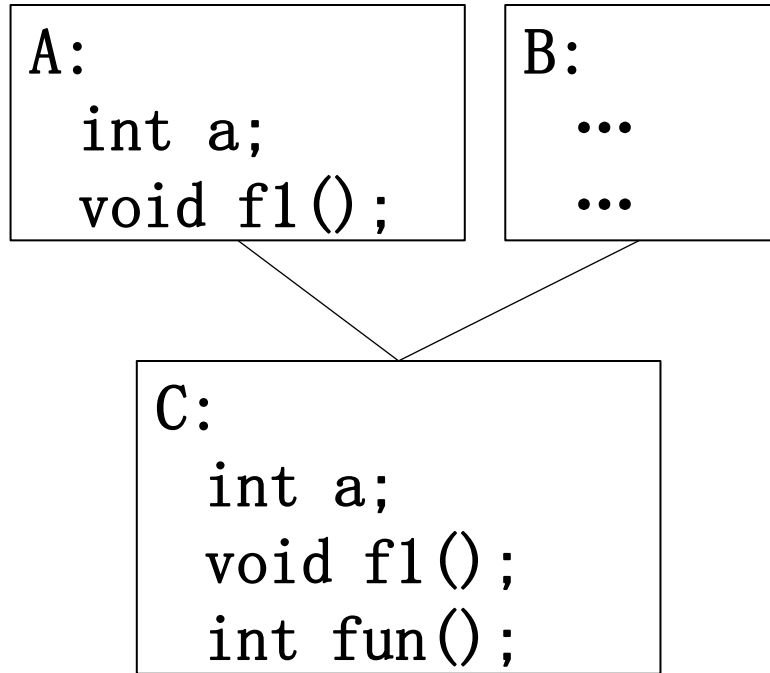 A:
int a;
void f1();
B:
…
…
C:
int a;
void f1();
int fun();